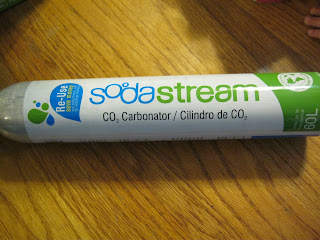 Re-Use
sodastream
CO₂ Carbonator / Cilindro de CO₂
60L